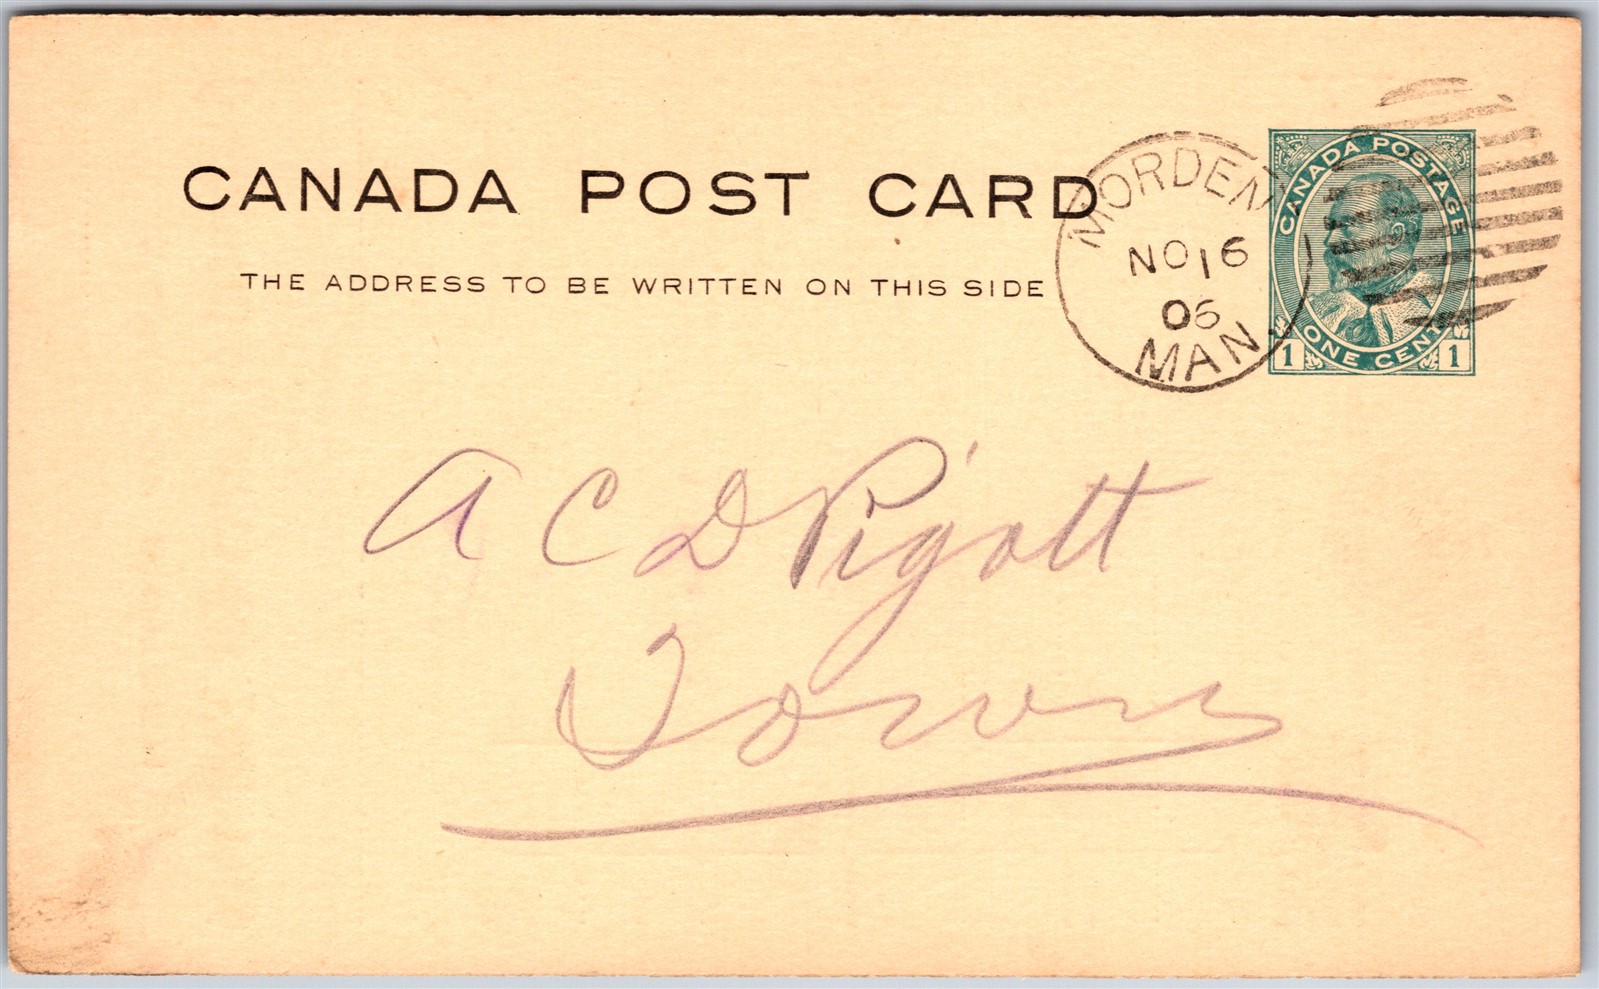 CANADA POST CARD
THE ADDRESS TO BE WRITTEN ON THIS SIDE
MORDEN
NO 16
06
MAN.
CANADA POSTAGE
ONE CENT
1 1
A C D Pigott
Town